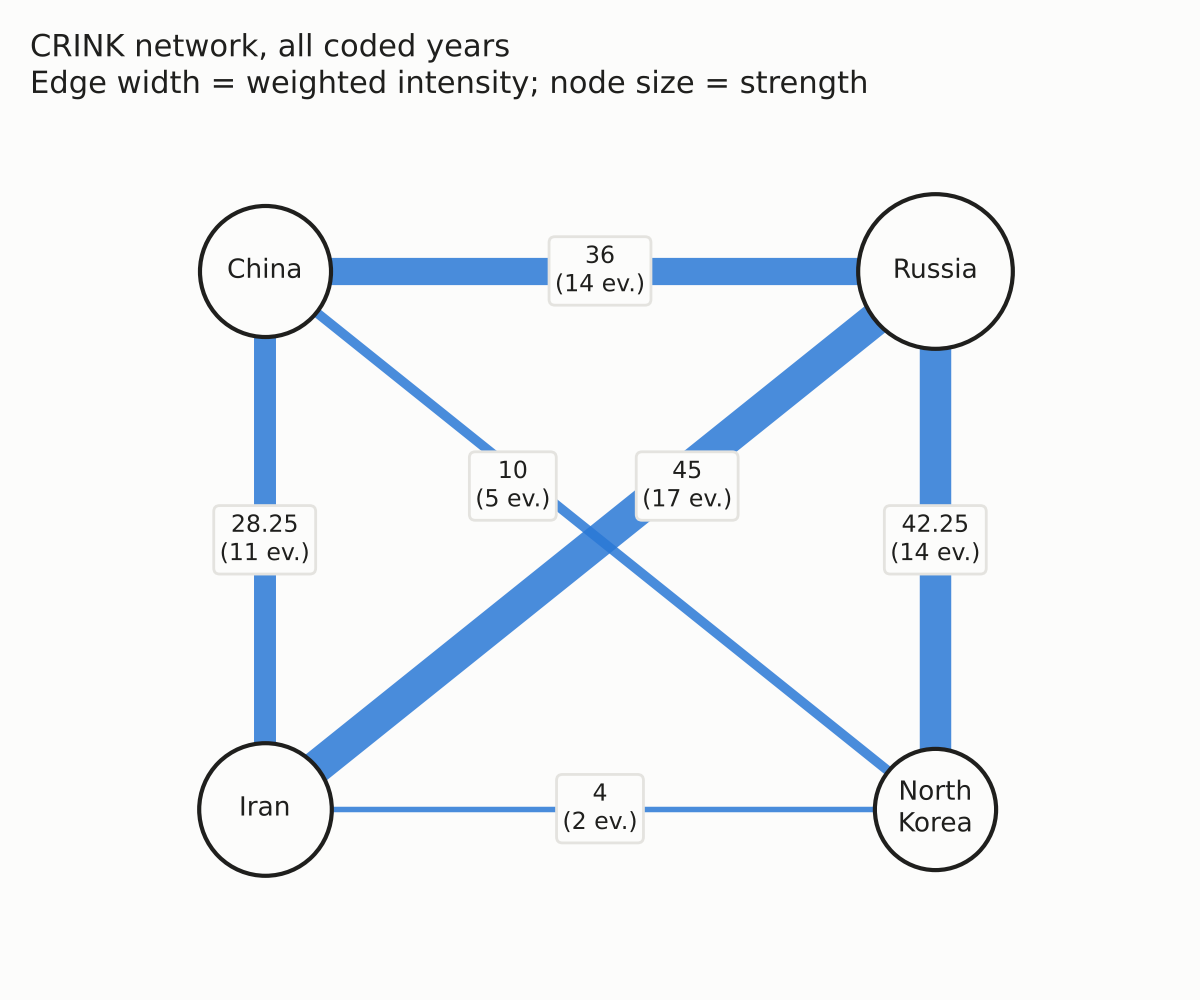 CRINK network, all coded years
Edge width = weighted intensity; node size = strength
China
36
(14 ev.)
Russia
10
(5 ev.)
45
(17 ev.)
28.25
(11 ev.)
42.25
(14 ev.)
Iran
4
(2 ev.)
North
Korea